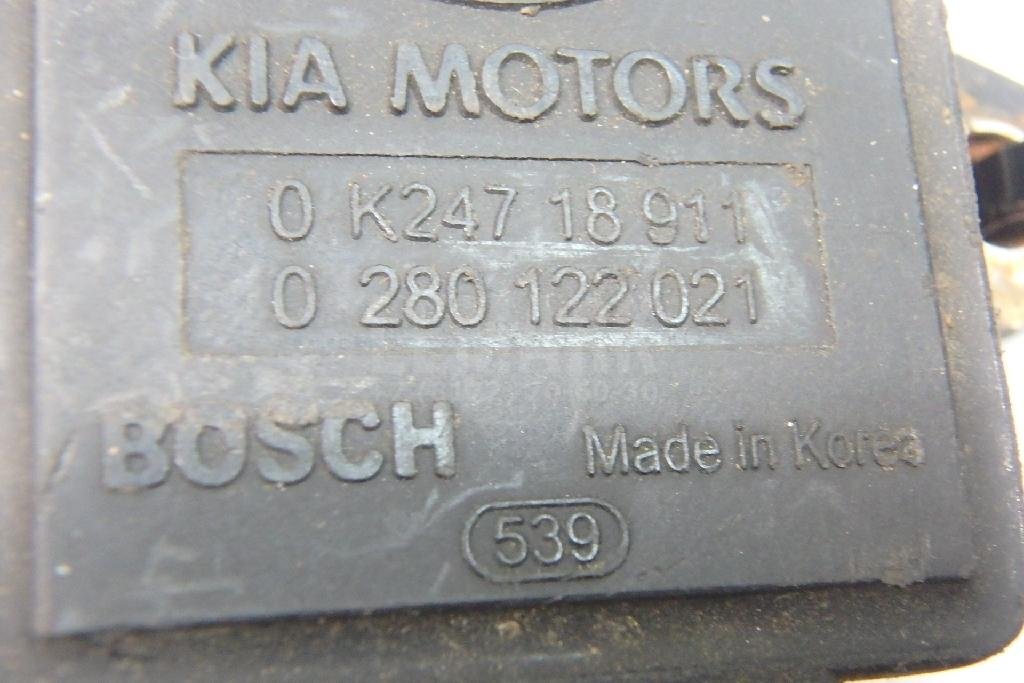 KIA MOTORS
0 K247 18 911
0 280 122 021
BOSCH
Made in Korea
539